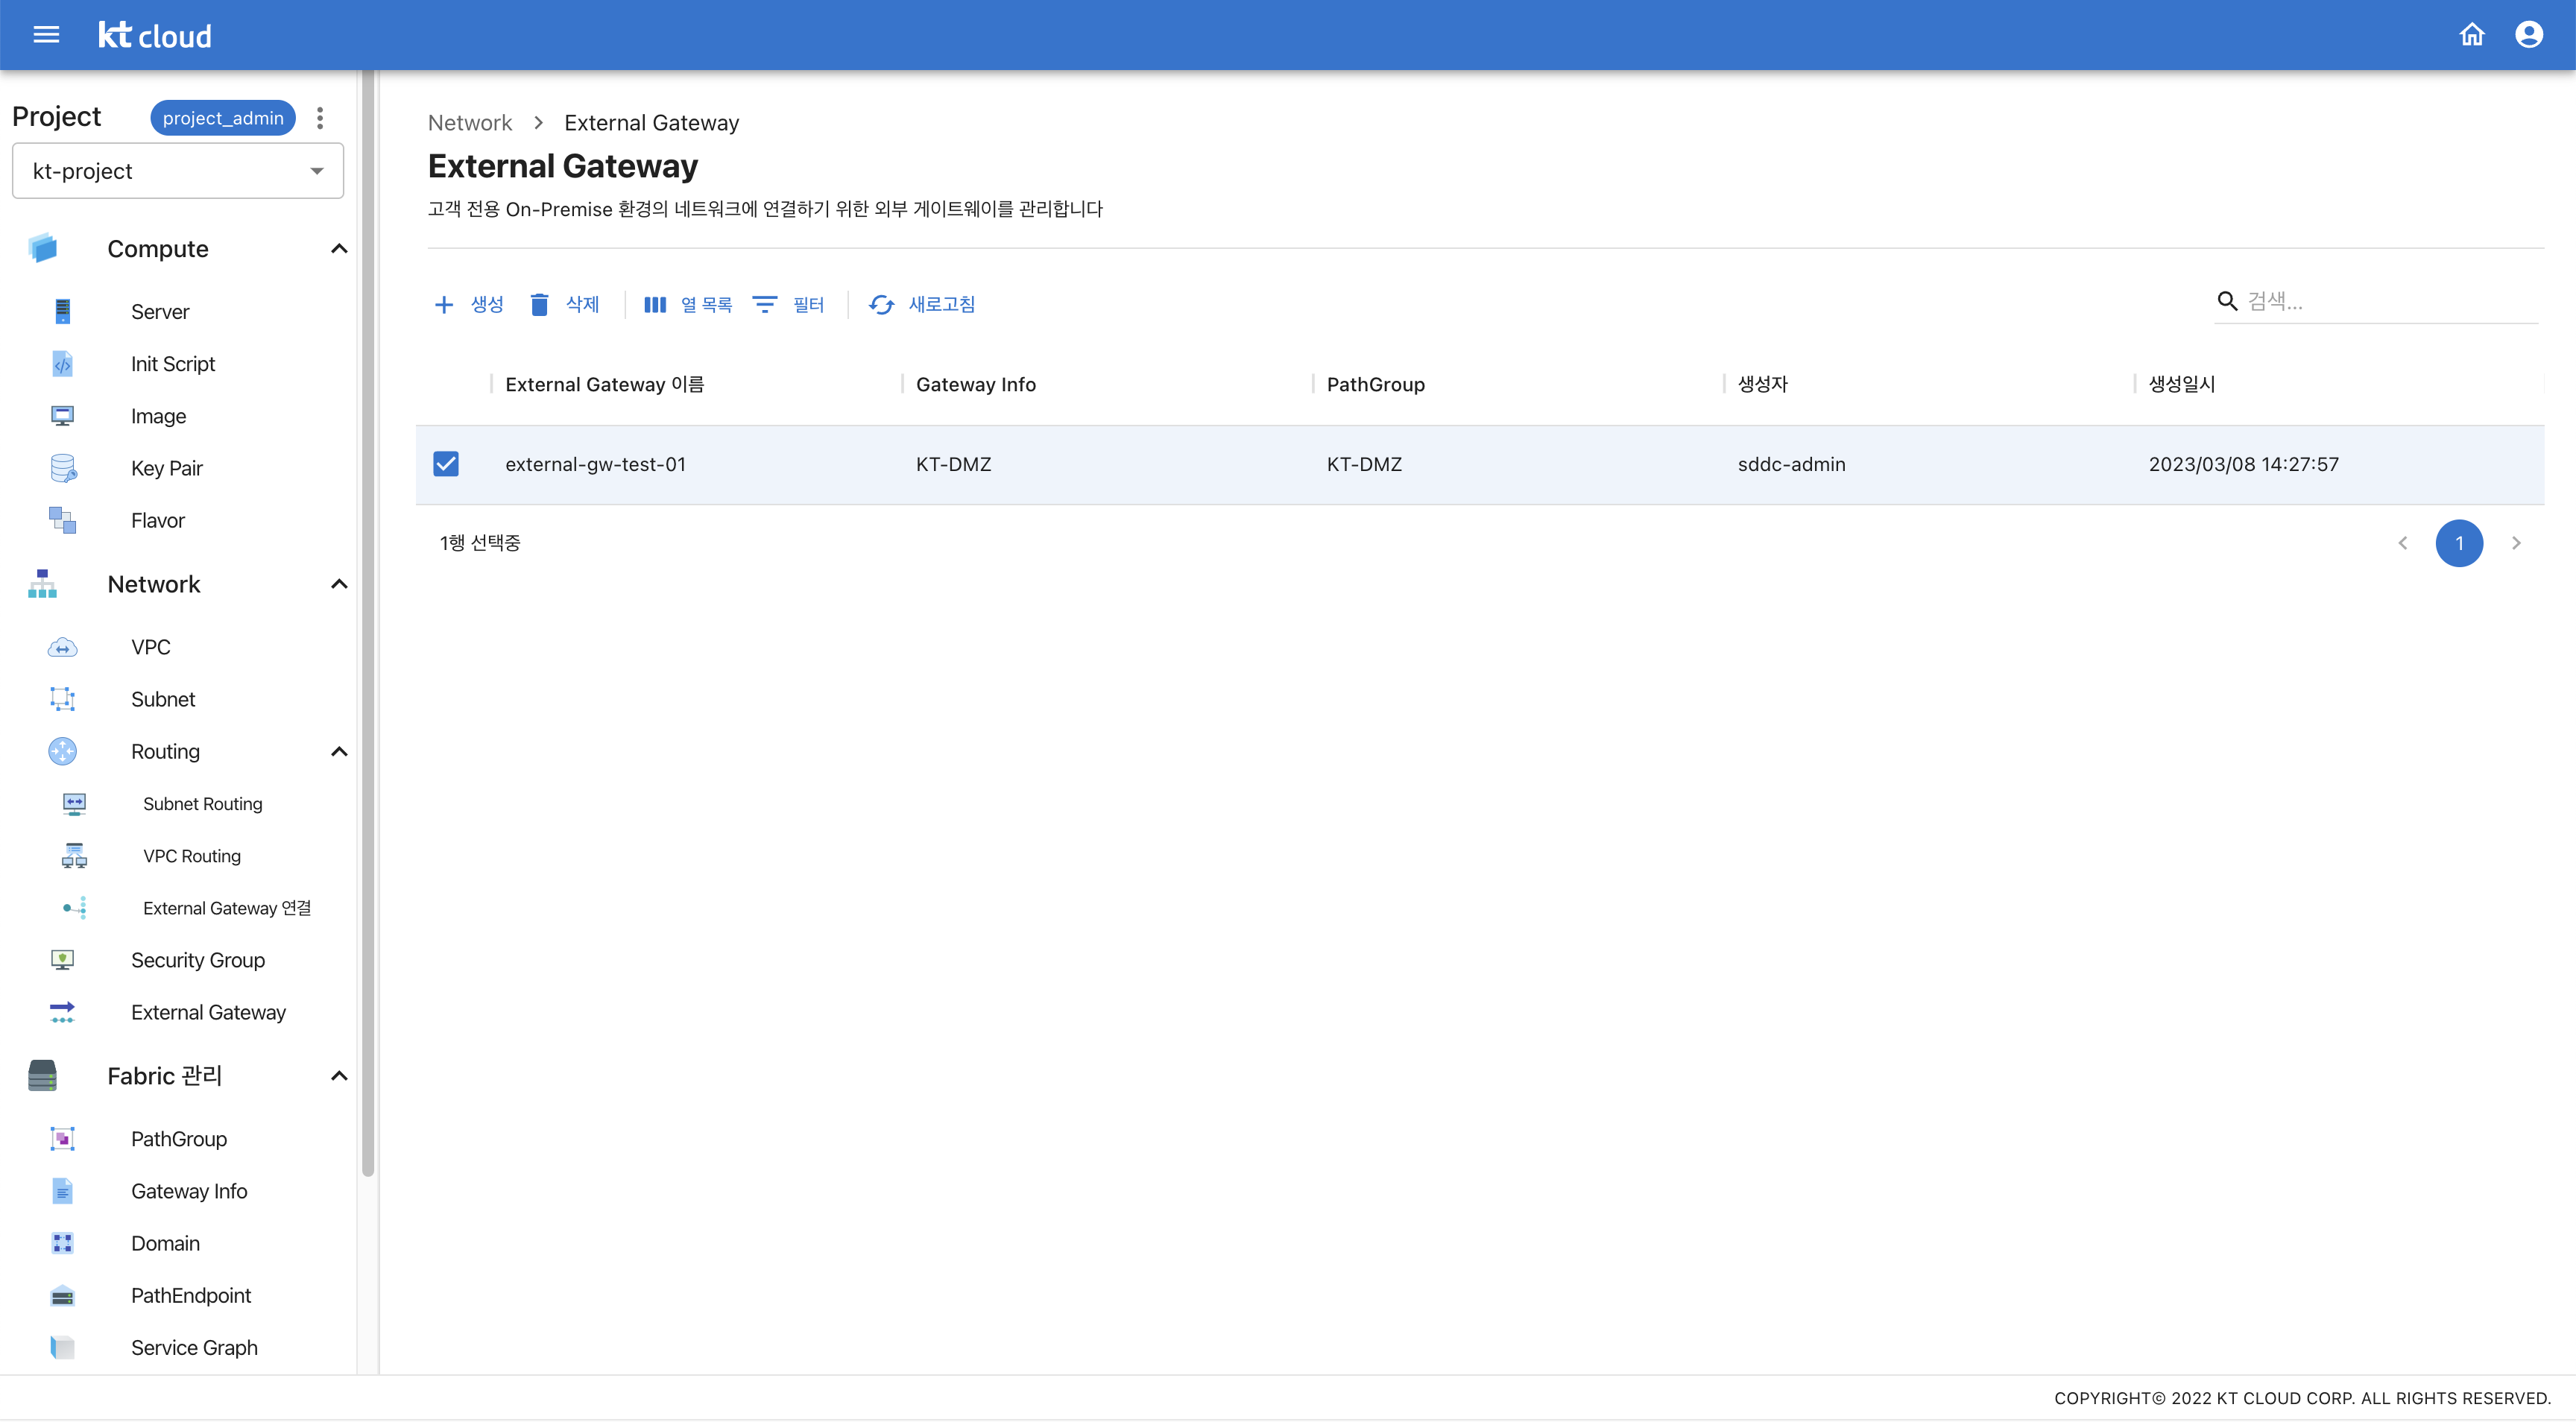 kt cloud
Project
project_admin
kt-project
Compute
Server
Init Script
Image
Key Pair
Flavor
Network
VPC
Subnet
Routing
Subnet Routing
VPC Routing
External Gateway 연결
Security Group
External Gateway
Fabric 관리
PathGroup
Gateway Info
Domain
PathEndpoint
Service Graph
Network > External Gateway
External Gateway
고객 전용 On-Premise 환경의 네트워크에 연결하기 위한 외부 게이트웨이를 관리합니다
생성 삭제 열 목록 필터 새로고침 검색...
External Gateway 이름 Gateway Info PathGroup 생성자 생성일시
external-gw-test-01 KT-DMZ KT-DMZ sddc-admin 2023/03/08 14:27:57
1행 선택중 1
COPYRIGHT© 2022 KT CLOUD CORP. ALL RIGHTS RESERVED.